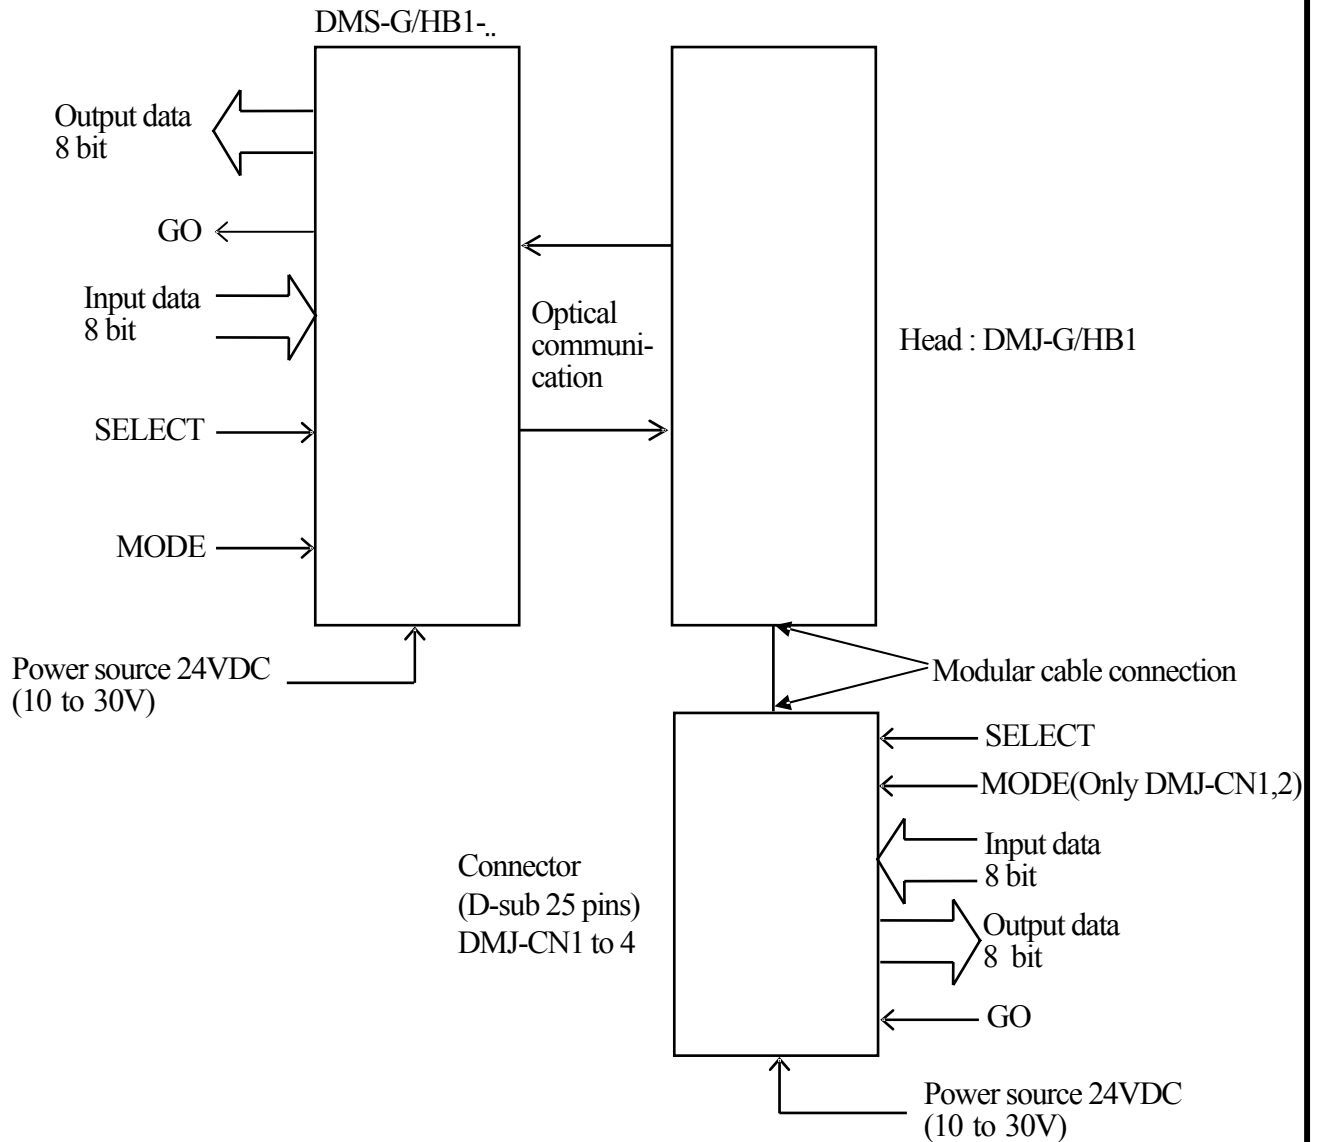 DMS-G/HB1-..
Output data
8 bit
GO
Input data
8 bit
SELECT
MODE
Power source 24VDC
(10 to 30V)
Optical
communi-
cation
Head : DMJ-G/HB1
Modular cable connection
SELECT
MODE(Only DMJ-CN1,2)
Input data
8 bit
Output data
8 bit
GO
Connector
(D-sub 25 pins)
DMJ-CN1 to 4
Power source 24VDC
(10 to 30V)